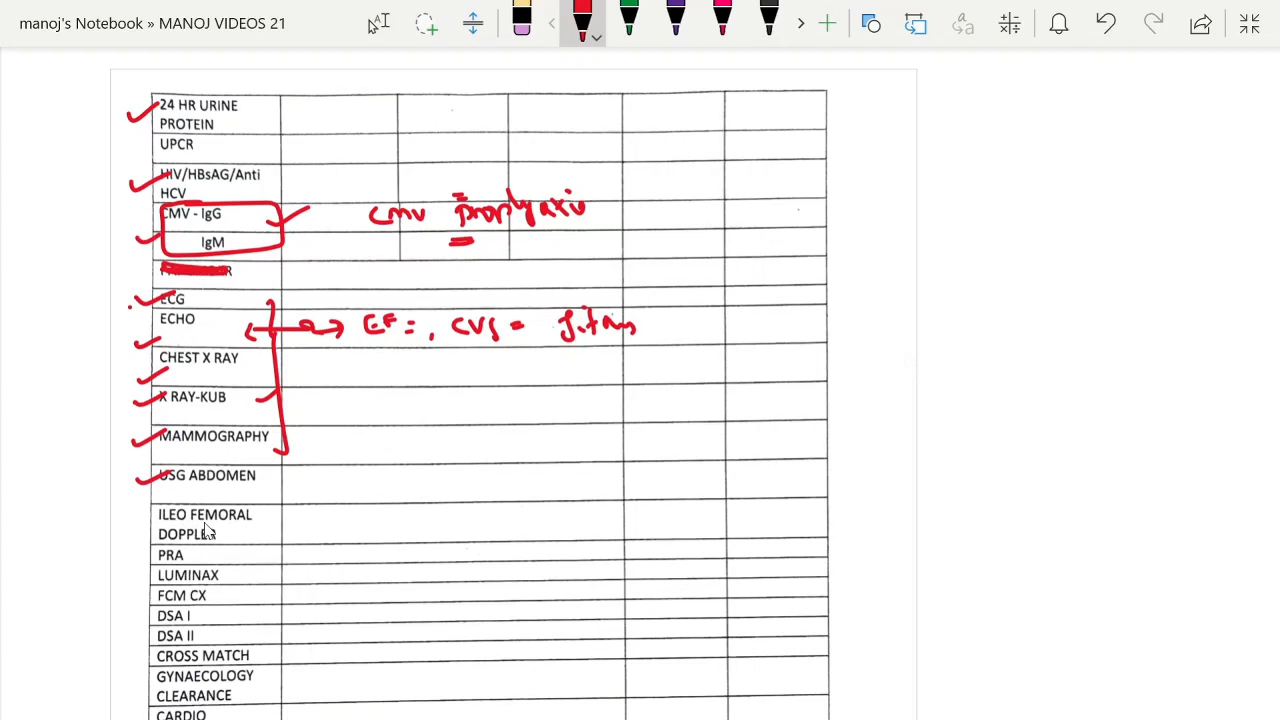 manoj's Notebook » MANOJ VIDEOS 21
24 HR URINE
PROTEIN
UPCR
HIV/HBsAG/Anti
HCV
CMV - IgG
IgM
CMV
ECG
ECHO
EF = , CVS =
CHEST X RAY
X RAY-KUB
MAMMOGRAPHY
USG ABDOMEN
ILEO FEMORAL
DOPPLER
PRA
LUMINAX
FCM CX
DSA I
DSA II
CROSS MATCH
GYNAECOLOGY
CLEARANCE
CARDIO